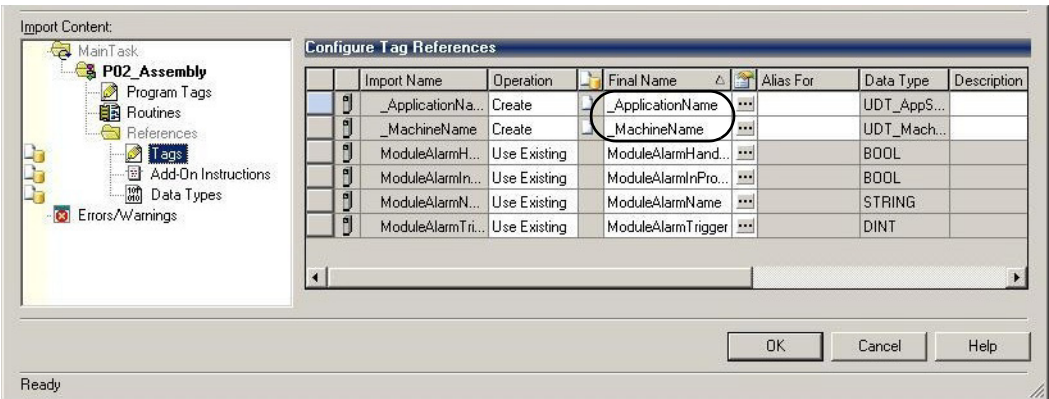 Import Content:
MainTask
P02_Assembly
Program Tags
Routines
References
Tags
Add-On Instructions
Data Types
Errors/Warnings
Configure Tag References
Import Name Operation Final Name Alias For Data Type Description
_ApplicationNa... Create _ApplicationName ... UDT_AppS...
_MachineName Create _MachineName ... UDT_Mach...
ModuleAlarmH... Use Existing ModuleAlarmHand... ... BOOL
ModuleAlarmIn... Use Existing ModuleAlarmInPro... ... BOOL
ModuleAlarmN... Use Existing ModuleAlarmName ... STRING
ModuleAlarmTri... Use Existing ModuleAlarmTrigger ... DINT
OK Cancel Help
Ready